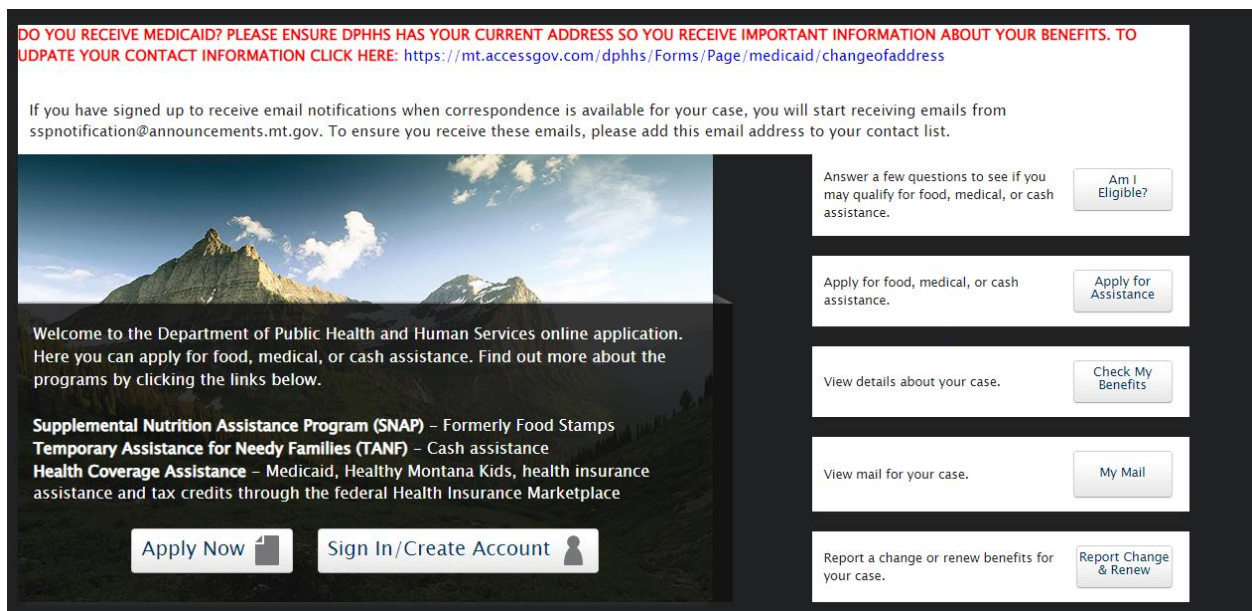 DO YOU RECEIVE MEDICAID? PLEASE ENSURE DPHHS HAS YOUR CURRENT ADDRESS SO YOU RECEIVE IMPORTANT INFORMATION ABOUT YOUR BENEFITS. TO
UDPATE YOUR CONTACT INFORMATION CLICK HERE: https://mt.accessgov.com/dphhs/Forms/Page/medicaid/changeofaddress
If you have signed up to receive email notifications when correspondence is available for your case, you will start receiving emails from
sspnotification@announcements.mt.gov. To ensure you receive these emails, please add this email address to your contact list.
Welcome to the Department of Public Health and Human Services online application.
Here you can apply for food, medical, or cash assistance. Find out more about the
programs by clicking the links below.
Supplemental Nutrition Assistance Program (SNAP) – Formerly Food Stamps
Temporary Assistance for Needy Families (TANF) – Cash assistance
Health Coverage Assistance – Medicaid, Healthy Montana Kids, health insurance
assistance and tax credits through the federal Health Insurance Marketplace
Apply Now
Sign In/Create Account
Answer a few questions to see if you
may qualify for food, medical, or cash
assistance.
Am I
Eligible?
Apply for food, medical, or cash
assistance.
Apply for
Assistance
View details about your case.
Check My
Benefits
View mail for your case.
My Mail
Report a change or renew benefits for
your case.
Report Change
& Renew